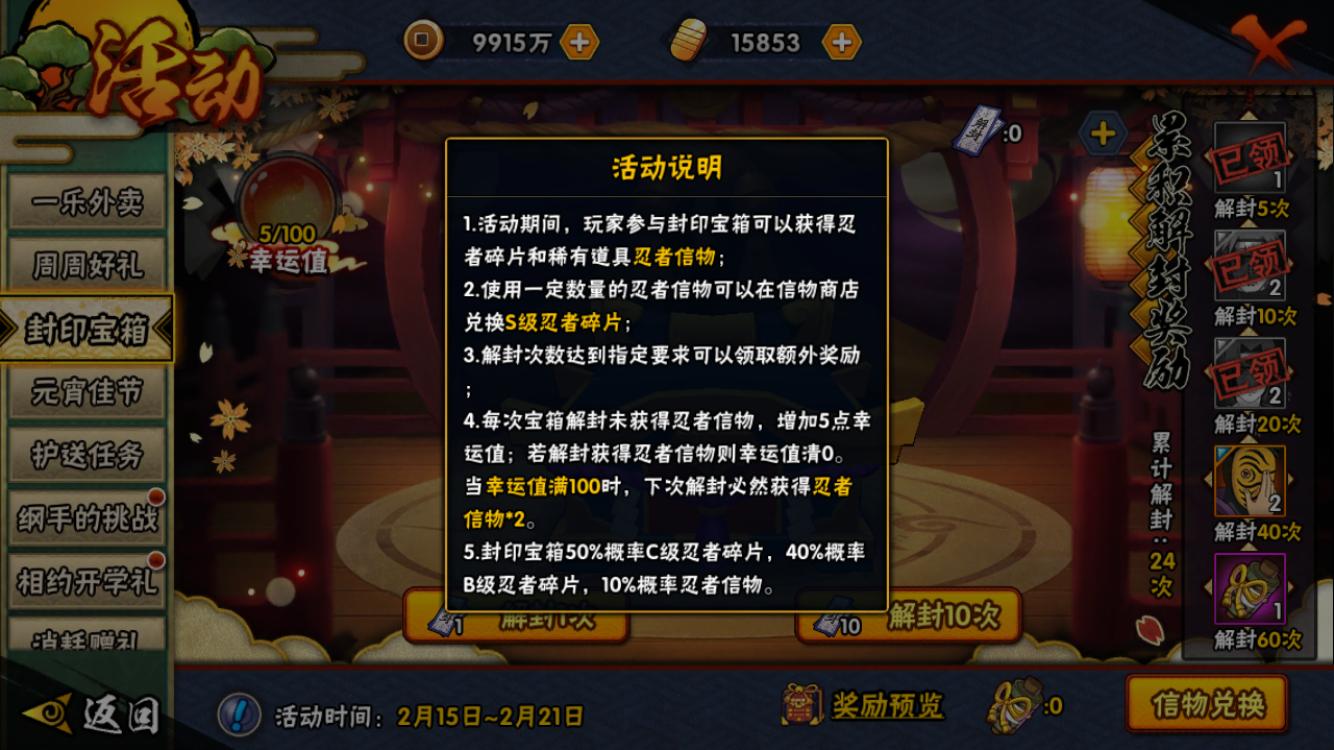 活动
9915万
15853
一乐外卖
周周好礼
封印宝箱
元宵佳节
护送任务
纲手的挑战
相约开学礼
消耗赠礼
返回
5/100
幸运值
活动说明
1.活动期间，玩家参与封印宝箱可以获得忍
者碎片和稀有道具忍者信物；
2.使用一定数量的忍者信物可以在信物商店
兑换S级忍者碎片；
3.解封次数达到指定要求可以领取额外奖励
；
4.每次宝箱解封未获得忍者信物，增加5点幸
运值；若解封获得忍者信物则幸运值清0。
当幸运值满100时，下次解封必然获得忍者
信物*2。
5.封印宝箱50%概率C级忍者碎片，40%概率
B级忍者碎片，10%概率忍者信物。
1
解封1次
10
解封10次
解封
:0
累积解封奖励
累计解封：24次
已领
1
解封5次
已领
2
解封10次
已领
2
解封20次
2
解封40次
1
解封60次
活动时间：2月15日~2月21日
奖励预览
:0
信物兑换